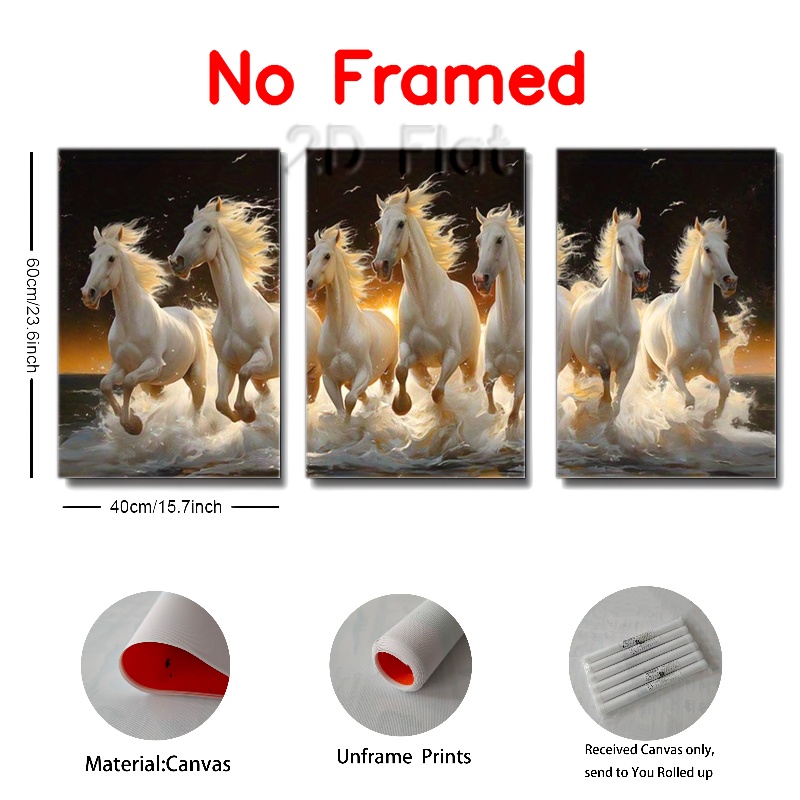 No Framed
2D Flat
60cm/23.6inch
40cm/15.7inch
Material:Canvas
Unframe Prints
Received Canvas only,
send to You Rolled up